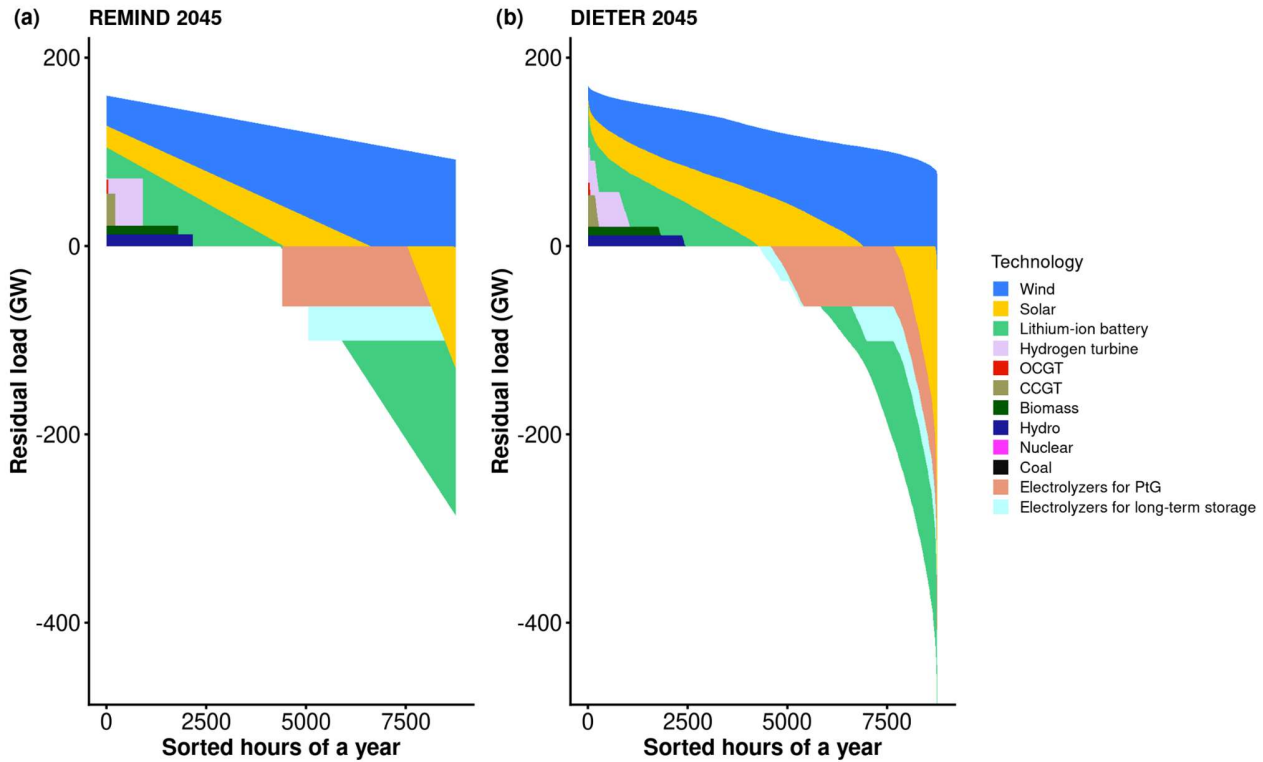 (a) REMIND 2045
Residual load (GW)
200
0
-200
-400
0 2500 5000 7500
Sorted hours of a year
(b) DIETER 2045
Residual load (GW)
200
0
-200
-400
0 2500 5000 7500
Sorted hours of a year
Technology
Wind
Solar
Lithium-ion battery
Hydrogen turbine
OCGT
CCGT
Biomass
Hydro
Nuclear
Coal
Electrolyzers for PtG
Electrolyzers for long-term storage